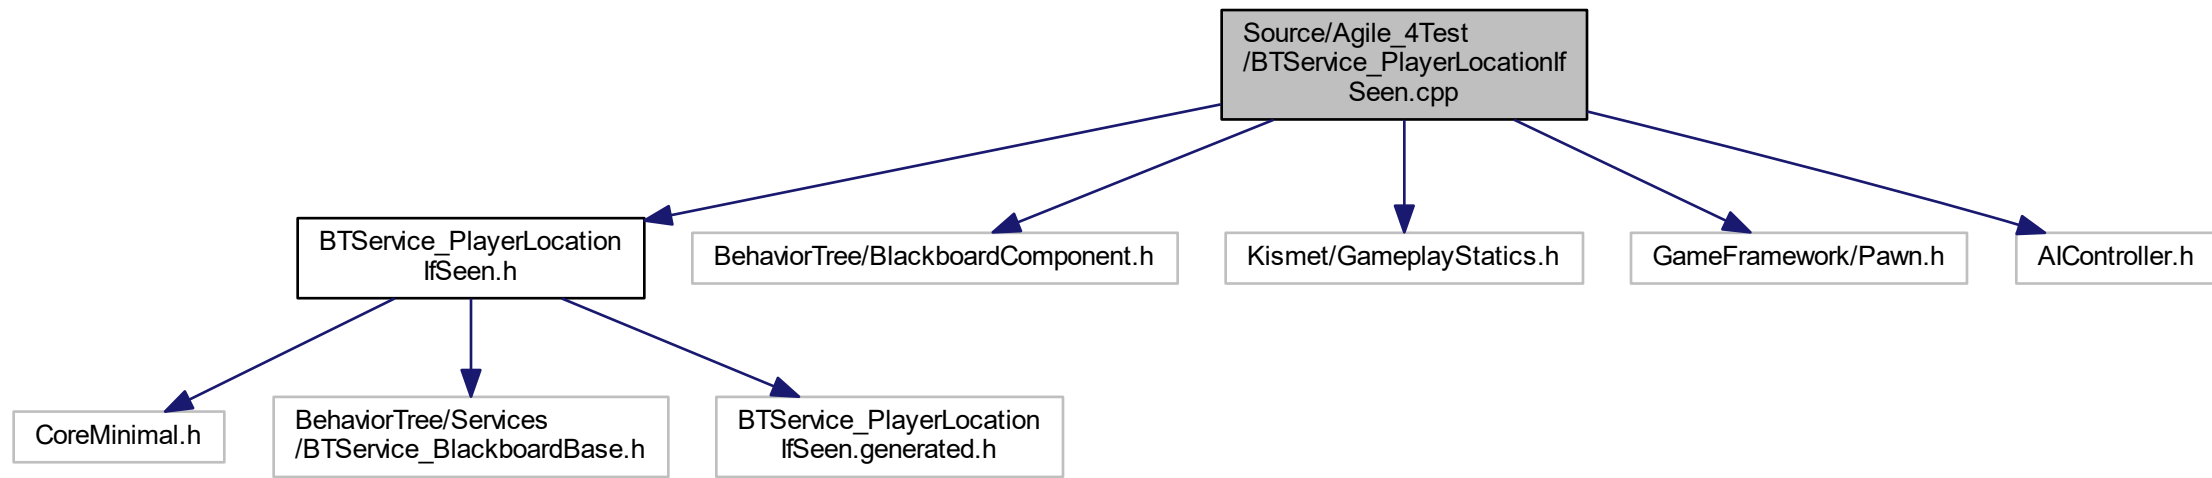 Source/Agile_4Test
/BTService_PlayerLocationIf
Seen.cpp
BTService_PlayerLocation
IfSeen.h
BehaviorTree/BlackboardComponent.h
Kismet/GameplayStatics.h
GameFramework/Pawn.h
AIController.h
CoreMinimal.h
BehaviorTree/Services
/BTService_BlackboardBase.h
BTService_PlayerLocation
IfSeen.generated.h